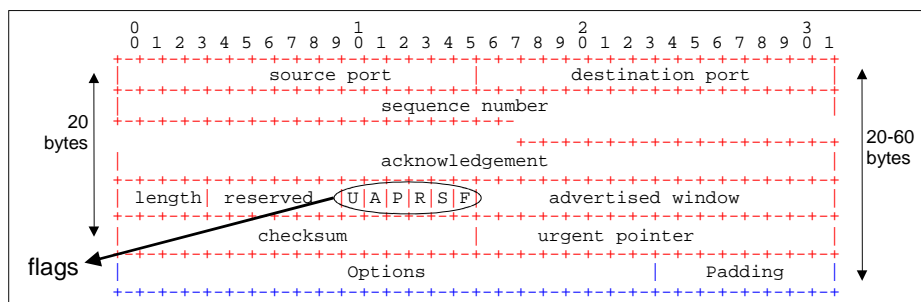 0 1 2 3
0 1 2 3 4 5 6 7 8 9 0 1 2 3 4 5 6 7 8 9 0 1 2 3 4 5 6 7 8 9 0 1
source port destination port
sequence number
20 bytes
20-60 bytes
acknowledgement
length reserved U A P R S F advertised window
checksum urgent pointer
flags
Options Padding